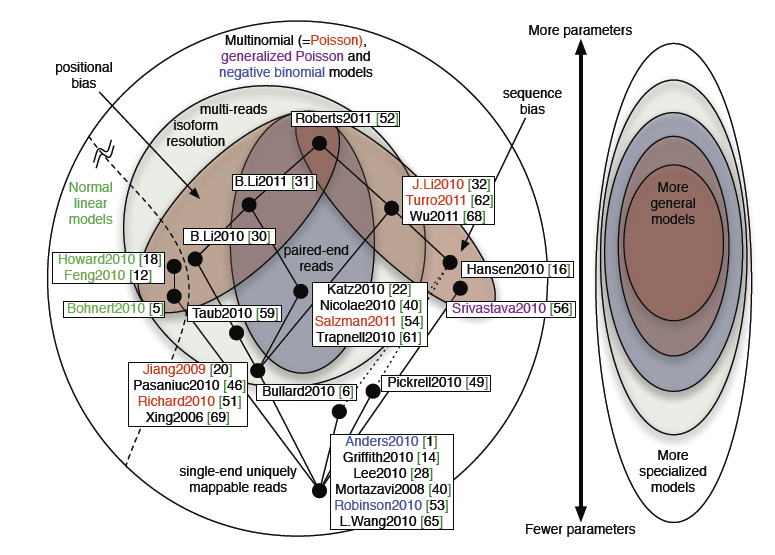 More parameters
Multinomial (=Poisson),
generalized Poisson and
negative binomial models
positional
bias
sequence
bias
multi-reads
isoform
resolution
Roberts2011 [52]
B.Li2011 [31]
J.Li2010 [32]
Turro2011 [62]
Wu2011 [68]
Normal
linear
models
More
general
models
B.Li2010 [30]
paired-end
reads
Howard2010 [18]
Feng2010 [12]
Hansen2010 [16]
Bohnert2010 [5]
Taub2010 [59]
Katz2010 [22]
Nicolae2010 [40]
Salzman2011 [54]
Trapnell2010 [61]
Srivastava2010 [56]
Jiang2009 [20]
Pasaniuc2010 [46]
Richard2010 [51]
Xing2006 [69]
Bullard2010 [6]
Pickrell2010 [49]
single-end uniquely
mappable reads
Anders2010 [1]
Griffith2010 [14]
Lee2010 [28]
Mortazavi2008 [40]
Robinson2010 [53]
L.Wang2010 [65]
More
specialized
models
Fewer parameters